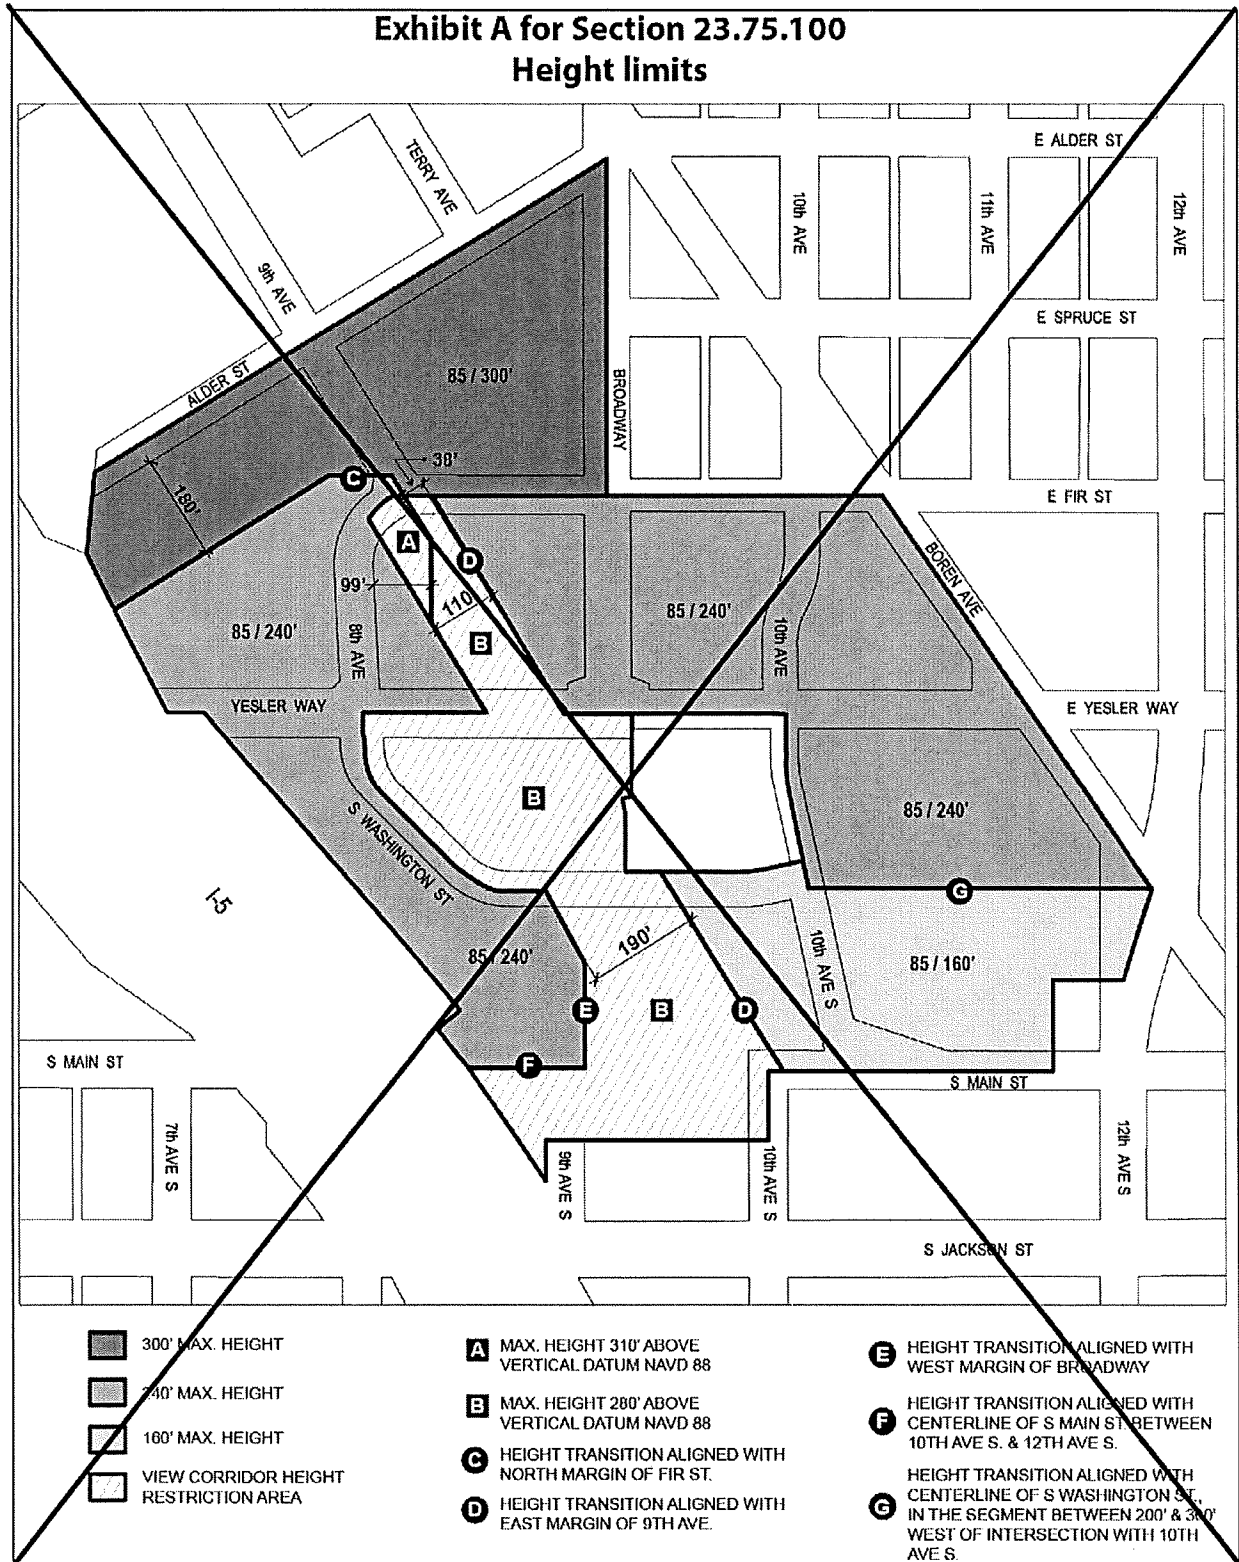 Exhibit A for Section 23.75.100
Height limits
E ALDER ST
TERRY AVE
10th AVE
11th AVE
12th AVE
9th AVE
E SPRUCE ST
85 / 300'
ALDER ST
BROADWAY
38'
C
180'
E FIR ST
A
D
BOREN AVE
99'
110'
85 / 240'
85 / 240'
8th AVE
10th AVE
B
YESLER WAY
E YESLER WAY
B
85 / 240'
S WASHINGTON ST
I-5
G
190'
10th AVE S
85 / 240'
85 / 160'
E
B
D
S MAIN ST
F
S MAIN ST
7th AVE S
9th AVE S
10th AVE S
12th AVE S
S JACKSON ST
300' MAX. HEIGHT
240' MAX. HEIGHT
160' MAX. HEIGHT
VIEW CORRIDOR HEIGHT
RESTRICTION AREA
A MAX. HEIGHT 310' ABOVE
VERTICAL DATUM NAVD 88
B MAX. HEIGHT 280' ABOVE
VERTICAL DATUM NAVD 88
C HEIGHT TRANSITION ALIGNED WITH
NORTH MARGIN OF FIR ST.
D HEIGHT TRANSITION ALIGNED WITH
EAST MARGIN OF 9TH AVE.
E HEIGHT TRANSITION ALIGNED WITH
WEST MARGIN OF BROADWAY
F HEIGHT TRANSITION ALIGNED WITH
CENTERLINE OF S MAIN ST. BETWEEN
10TH AVE S. & 12TH AVE S.
G HEIGHT TRANSITION ALIGNED WITH
CENTERLINE OF S WASHINGTON ST.,
IN THE SEGMENT BETWEEN 200' & 300'
WEST OF INTERSECTION WITH 10TH
AVE S.